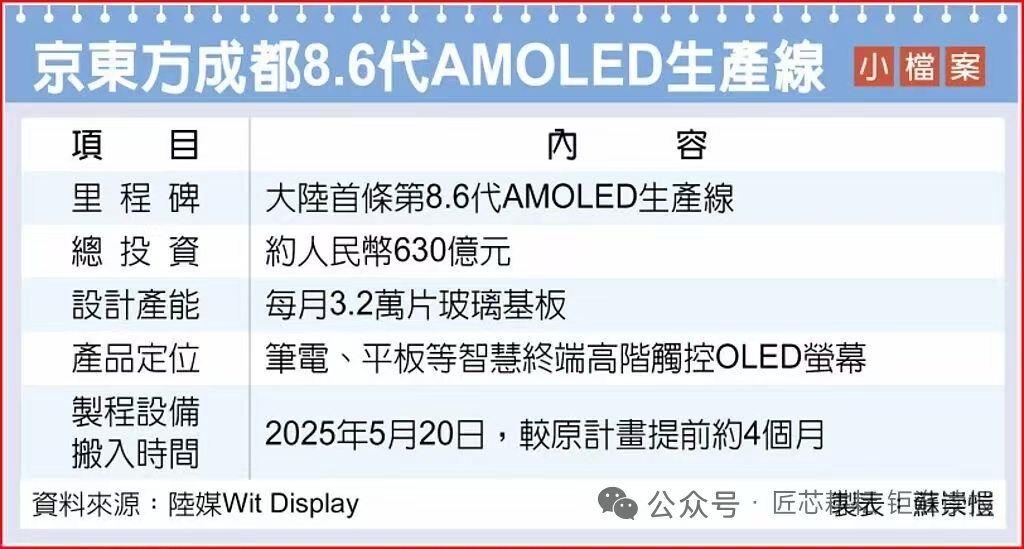 京東方成都8.6代AMOLED生產線 小檔案
項目 內容
里程碑 大陸首條第8.6代AMOLED生產線
總投資 約人民幣630億元
設計產能 每月3.2萬片玻璃基板
產品定位 筆電、平板等智慧終端高階觸控OLED螢幕
製程設備
搬入時間
2025年5月20日，較原計畫提前約4個月
資料來源：陸媒Wit Display
製表：蘇崇愷
公众号 · 匠芯